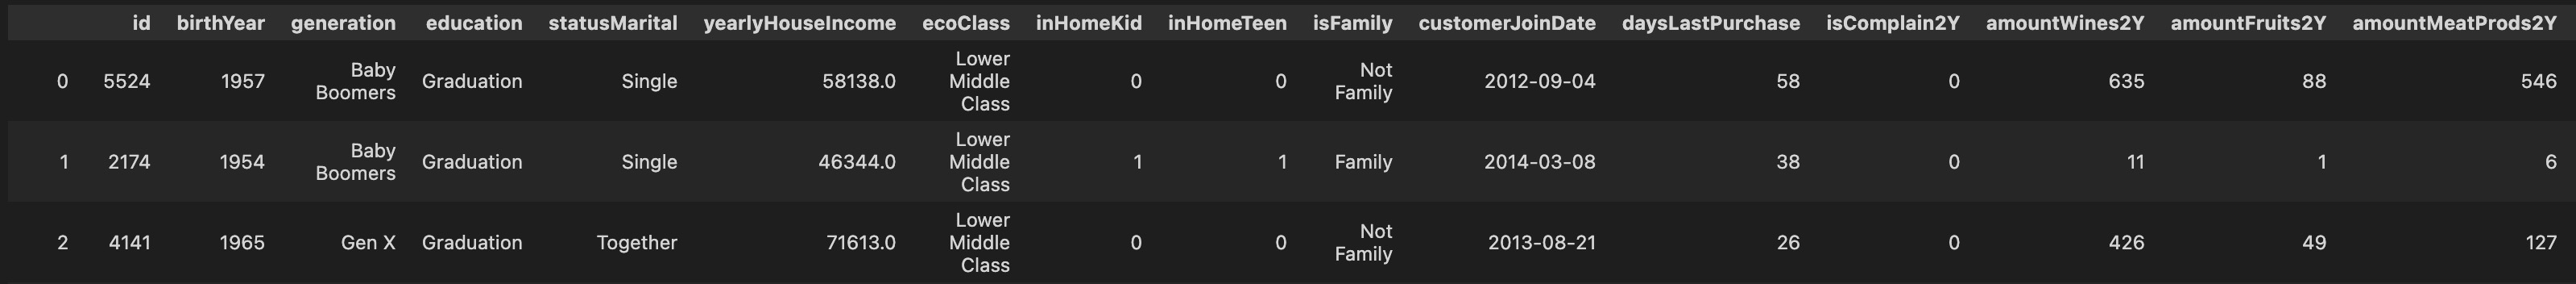 id birthYear generation education statusMarital yearlyHouseIncome ecoClass inHomeKid inHomeTeen isFamily customerJoinDate daysLastPurchase isComplain2Y amountWines2Y amountFruits2Y amountMeatProds2Y
0 5524 1957 Baby Boomers Graduation Single 58138.0 Lower Middle Class 0 0 Not Family 2012-09-04 58 0 635 88 546
1 2174 1954 Baby Boomers Graduation Single 46344.0 Lower Middle Class 1 1 Family 2014-03-08 38 0 11 1 6
2 4141 1965 Gen X Graduation Together 71613.0 Lower Middle Class 0 0 Not Family 2013-08-21 26 0 426 49 127